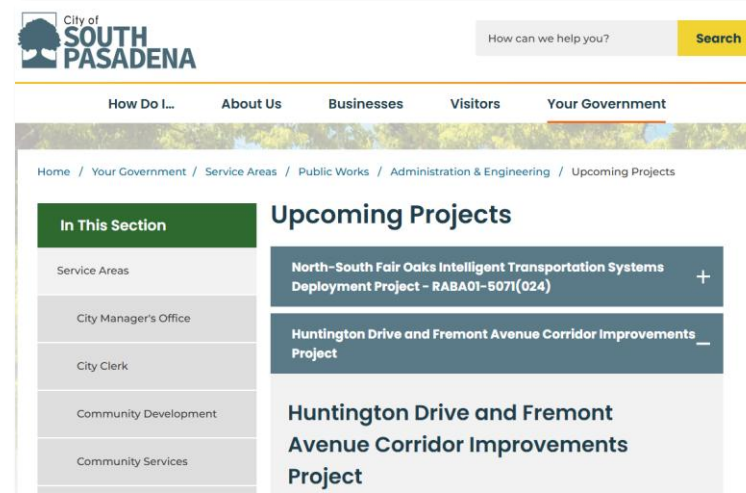 City of
SOUTH
PASADENA
How can we help you?
Search
How Do I...
About Us
Businesses
Visitors
Your Government
Home / Your Government / Service Areas / Public Works / Administration & Engineering / Upcoming Projects
In This Section
Service Areas
City Manager's Office
City Clerk
Community Development
Community Services
Upcoming Projects
North-South Fair Oaks Intelligent Transportation Systems
Deployment Project - RABA01-5071(024)
+
Huntington Drive and Fremont Avenue Corridor Improvements
Project
–
Huntington Drive and Fremont
Avenue Corridor Improvements
Project